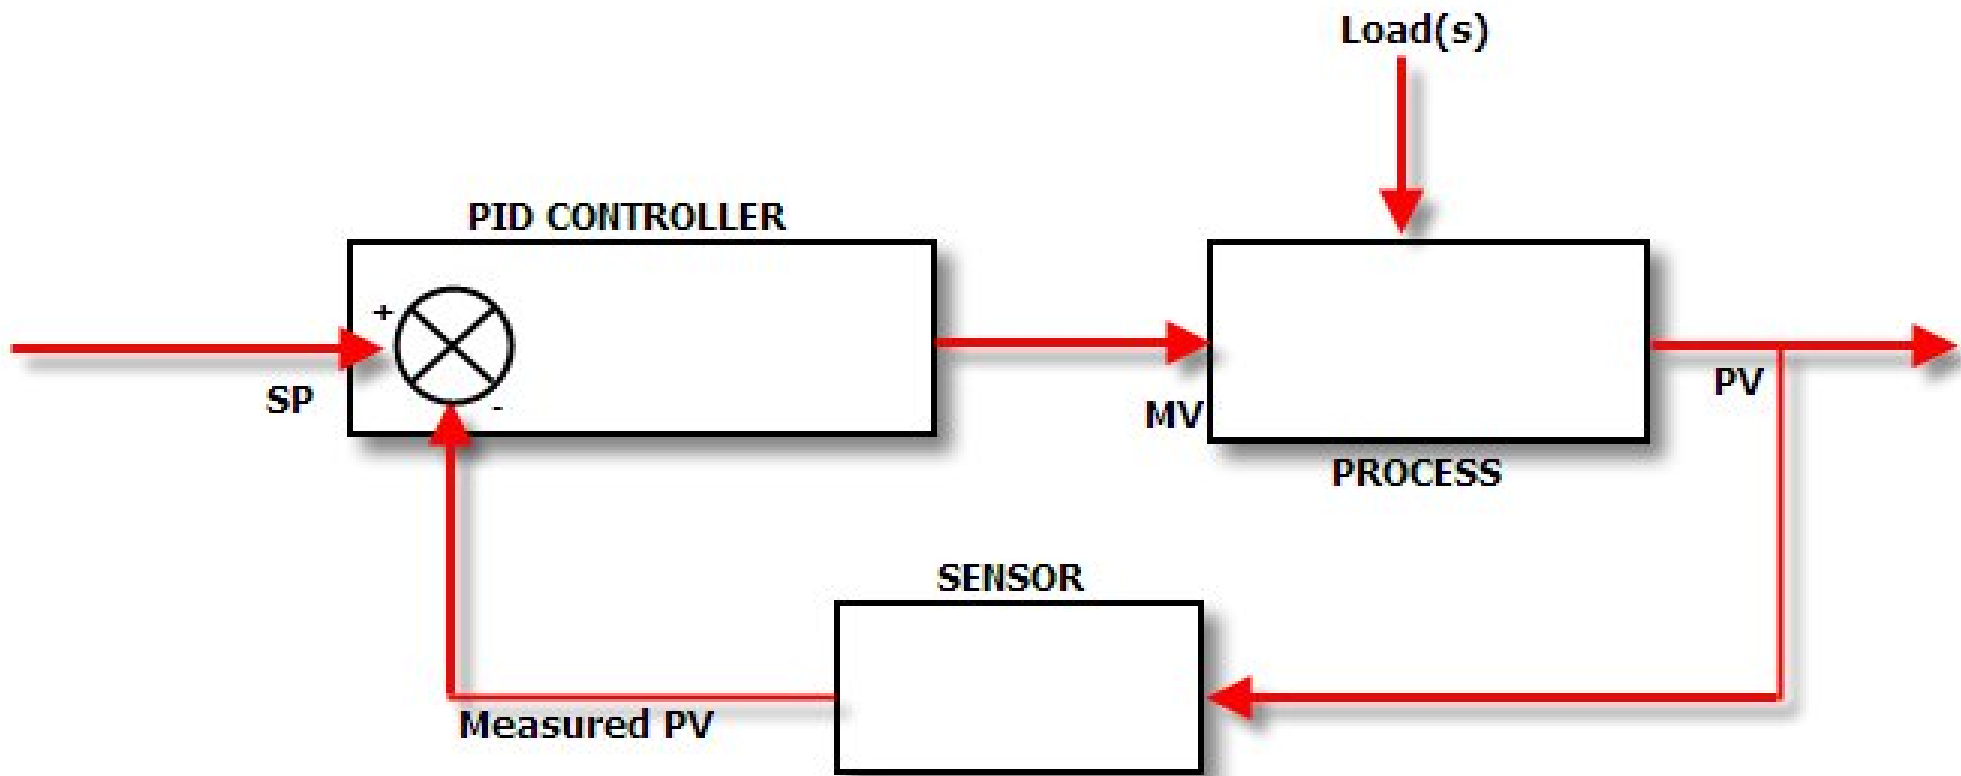 Load(s)
PID CONTROLLER
+
-
SP
MV
PV
PROCESS
SENSOR
Measured PV